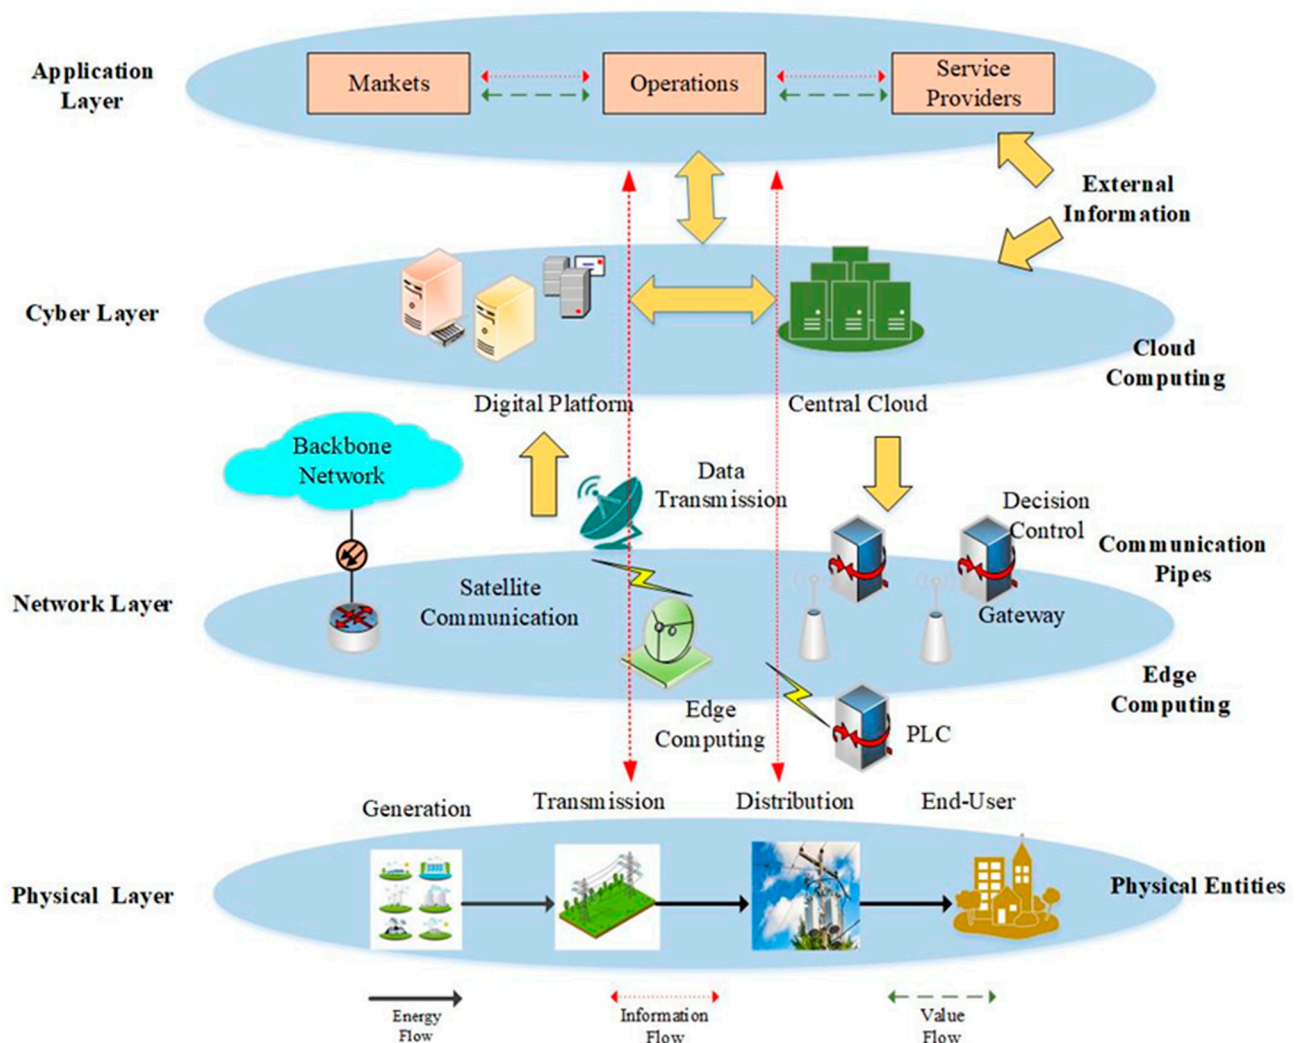 Application
Layer
Markets
Operations
Service
Providers
External
Information
Cyber Layer
Cloud
Computing
Digital Platform
Central Cloud
Backbone
Network
Data
Transmission
Decision
Control
Communication
Pipes
Network Layer
Satellite
Communication
Gateway
Edge
Computing
Edge
Computing
PLC
Generation
Transmission
Distribution
End-User
Physical Layer
Physical Entities
Energy
Flow
Information
Flow
Value
Flow